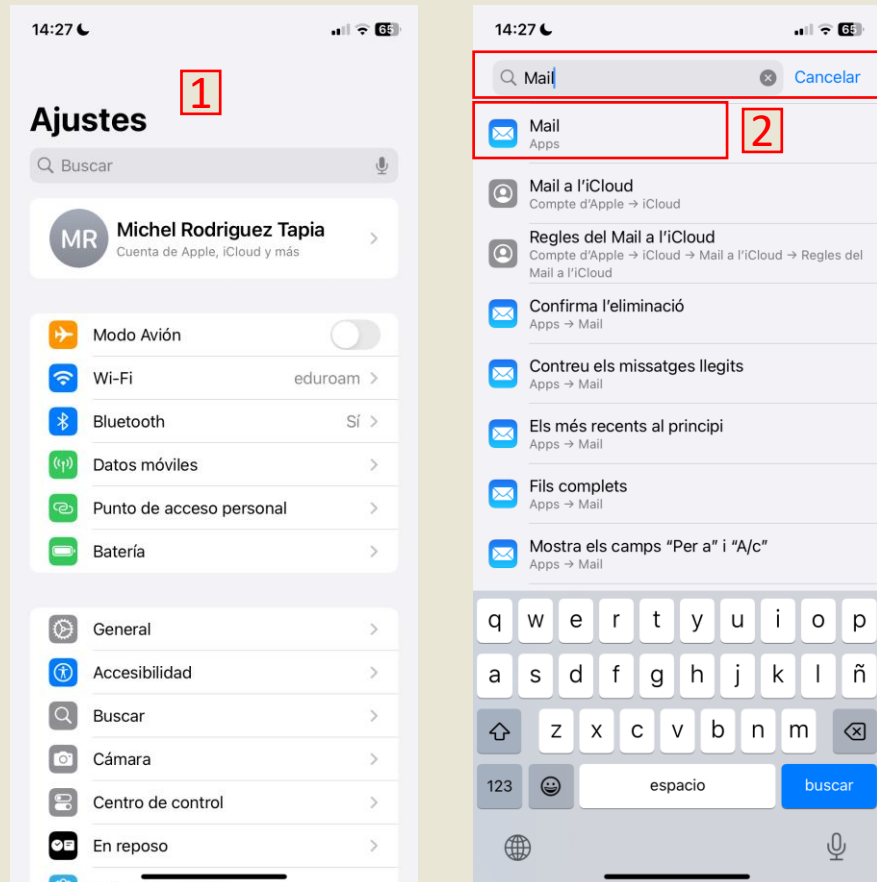 14:27
65
1
Ajustes
Buscar
MR
Michel Rodriguez Tapia
Cuenta de Apple, iCloud y más
Modo Avión
Wi-Fi
eduroam
Bluetooth
Sí
Datos móviles
Punto de acceso personal
Batería
General
Accesibilidad
Buscar
Cámara
Centro de control
En reposo
14:27
65
Mail
Cancelar
2
Mail
Apps
Mail a l’iCloud
Compte d’Apple → iCloud
Regles del Mail a l’iCloud
Compte d’Apple → iCloud → Mail a l’iCloud → Regles del
Mail a l’iCloud
Confirma l’eliminació
Apps → Mail
Contreu els missatges llegits
Apps → Mail
Els més recents al principi
Apps → Mail
Fils complets
Apps → Mail
Mostra els camps “Per a” i “A/c”
Apps → Mail
q w e r t y u i o p
a s d f g h j k l ñ
z x c v b n m
123
espacio
buscar